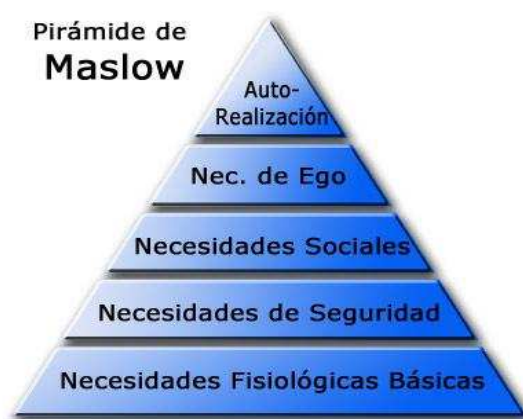 Pirámide de
Maslow
Auto-
Realización
Nec. de Ego
Necesidades Sociales
Necesidades de Seguridad
Necesidades Fisiológicas Básicas